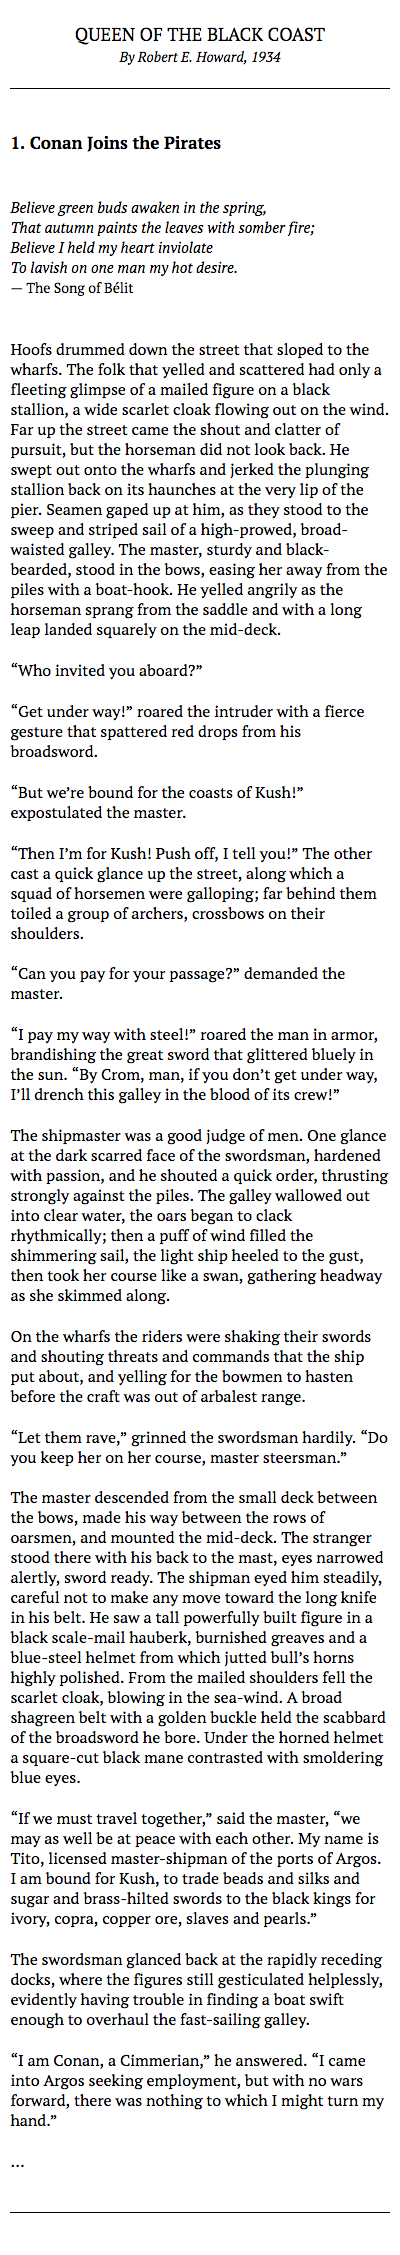 QUEEN OF THE BLACK COAST
By Robert E. Howard, 1934
1. Conan Joins the Pirates
Believe green buds awaken in the spring,
That autumn paints the leaves with somber fire;
Believe I held my heart inviolate
To lavish on one man my hot desire.
— The Song of Bélit
Hoofs drummed down the street that sloped to the
wharfs. The folk that yelled and scattered had only a
fleeting glimpse of a mailed figure on a black
stallion, a wide scarlet cloak flowing out on the wind.
Far up the street came the shout and clatter of
pursuit, but the horseman did not look back. He
swept out onto the wharfs and jerked the plunging
stallion back on its haunches at the very lip of the
pier. Seamen gaped up at him, as they stood to the
sweep and striped sail of a high-prowed, broad-
waisted galley. The master, sturdy and black-
bearded, stood in the bows, easing her away from the
piles with a boat-hook. He yelled angrily as the
horseman sprang from the saddle and with a long
leap landed squarely on the mid-deck.
“Who invited you aboard?”
“Get under way!” roared the intruder with a fierce
gesture that spattered red drops from his
broadsword.
“But we’re bound for the coasts of Kush!”
expostulated the master.
“Then I’m for Kush! Push off, I tell you!” The other
cast a quick glance up the street, along which a
squad of horsemen were galloping; far behind them
toiled a group of archers, crossbows on their
shoulders.
“Can you pay for your passage?” demanded the
master.
“I pay my way with steel!” roared the man in armor,
brandishing the great sword that glittered bluely in
the sun. “By Crom, man, if you don’t get under way,
I’ll drench this galley in the blood of its crew!”
The shipmaster was a good judge of men. One glance
at the dark scarred face of the swordsman, hardened
with passion, and he shouted a quick order, thrusting
strongly against the piles. The galley wallowed out
into clear water, the oars began to clack
rhythmically; then a puff of wind filled the
shimmering sail, the light ship heeled to the gust,
then took her course like a swan, gathering headway
as she skimmed along.
On the wharfs the riders were shaking their swords
and shouting threats and commands that the ship
put about, and yelling for the bowmen to hasten
before the craft was out of arbalest range.
“Let them rave,” grinned the swordsman hardily. “Do
you keep her on her course, master steersman.”
The master descended from the small deck between
the bows, made his way between the rows of
oarsmen, and mounted the mid-deck. The stranger
stood there with his back to the mast, eyes narrowed
alertly, sword ready. The shipman eyed him steadily,
careful not to make any move toward the long knife
in his belt. He saw a tall powerfully built figure in a
black scale-mail hauberk, burnished greaves and a
blue-steel helmet from which jutted bull’s horns
highly polished. From the mailed shoulders fell the
scarlet cloak, blowing in the sea-wind. A broad
shagreen belt with a golden buckle held the scabbard
of the broadsword he bore. Under the horned helmet
a square-cut black mane contrasted with smoldering
blue eyes.
“If we must travel together,” said the master, “we
may as well be at peace with each other. My name is
Tito, licensed master-shipman of the ports of Argos.
I am bound for Kush, to trade beads and silks and
sugar and brass-hilted swords to the black kings for
ivory, copra, copper ore, slaves and pearls.”
The swordsman glanced back at the rapidly receding
docks, where the figures still gesticulated helplessly,
evidently having trouble in finding a boat swift
enough to overhaul the fast-sailing galley.
“I am Conan, a Cimmerian,” he answered. “I came
into Argos seeking employment, but with no wars
forward, there was nothing to which I might turn my
hand.”
...